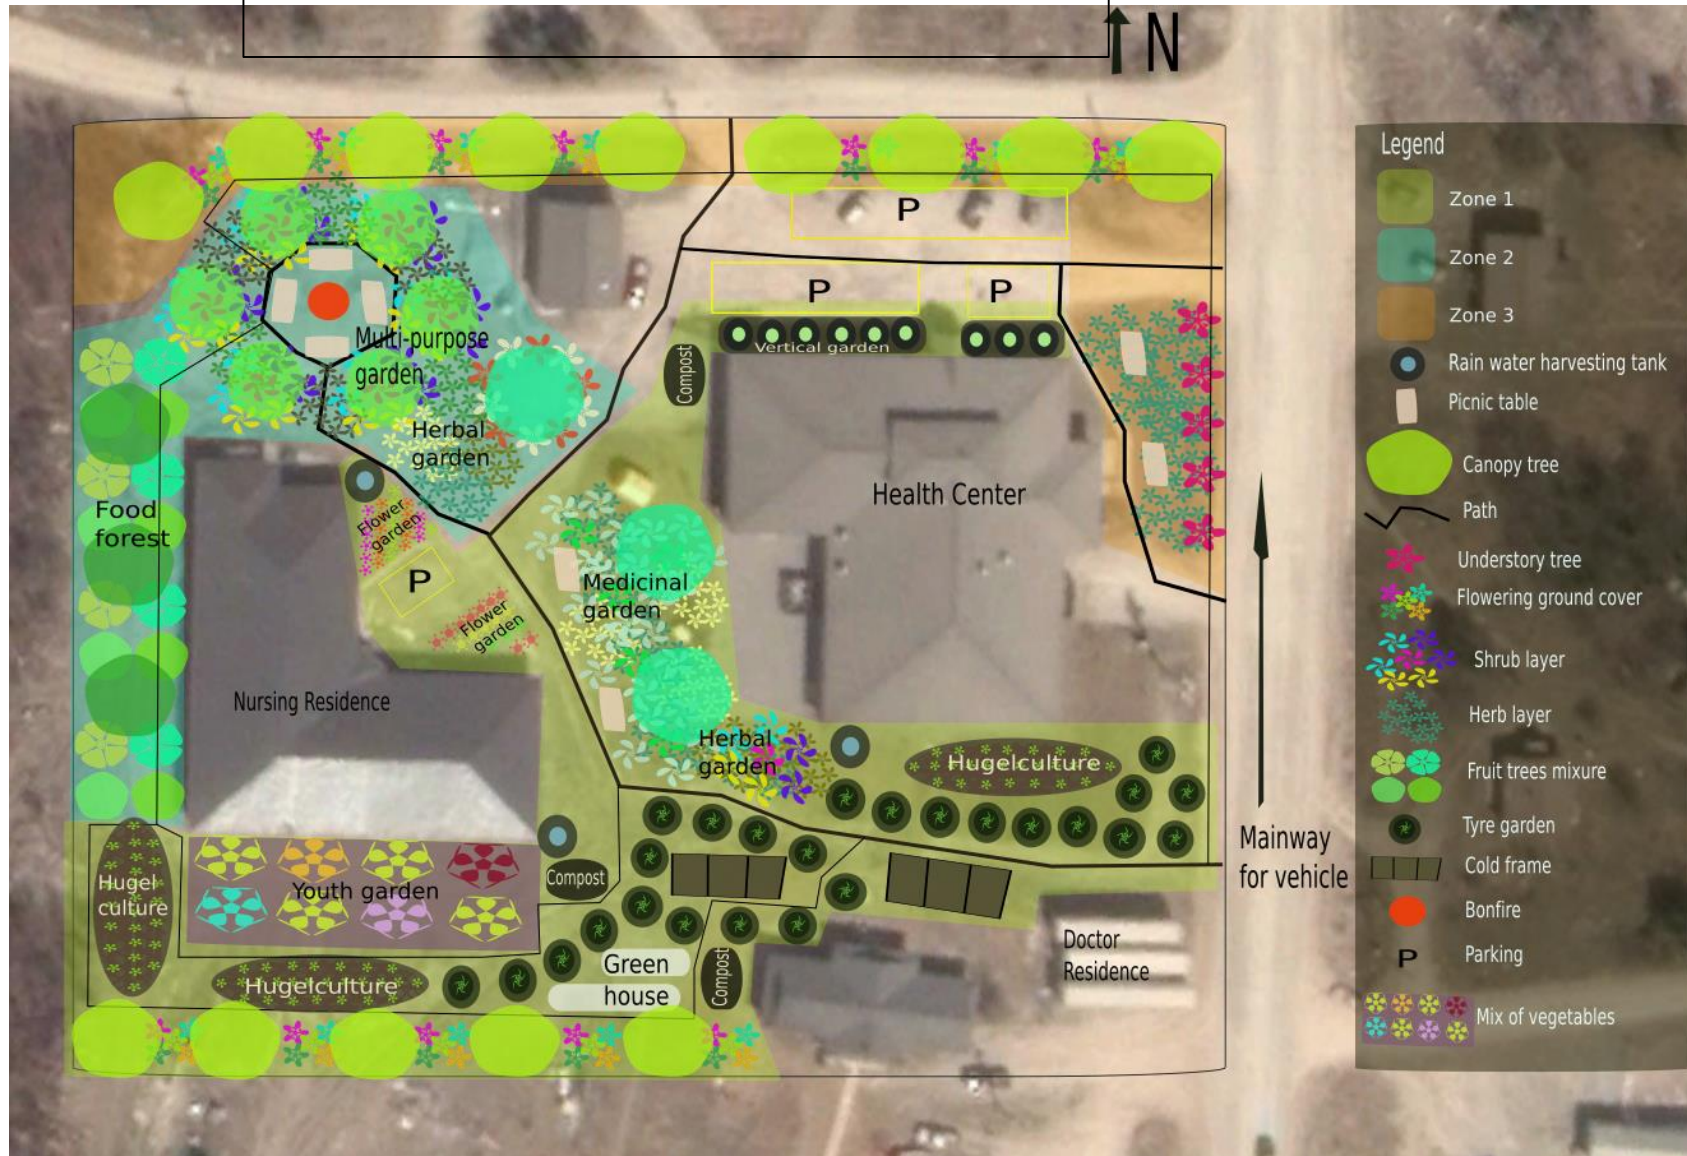 N
P
P
P
Vertical garden
Compost
Multi-purpose
garden
Herbal
garden
Food
forest
Flower
garden
P
Flower
garden
Medicinal
garden
Health Center
Nursing Residence
Herbal
garden
Hugelculture
Mainway
for vehicle
Hugel
culture
Youth garden
Compost
Hugelculture
Green
house
Compost
Doctor
Residence
Legend
Zone 1
Zone 2
Zone 3
Rain water harvesting tank
Picnic table
Canopy tree
Path
Understory tree
Flowering ground cover
Shrub layer
Herb layer
Fruit trees mixture
Tyre garden
Cold frame
Bonfire
P
Parking
Mix of vegetables